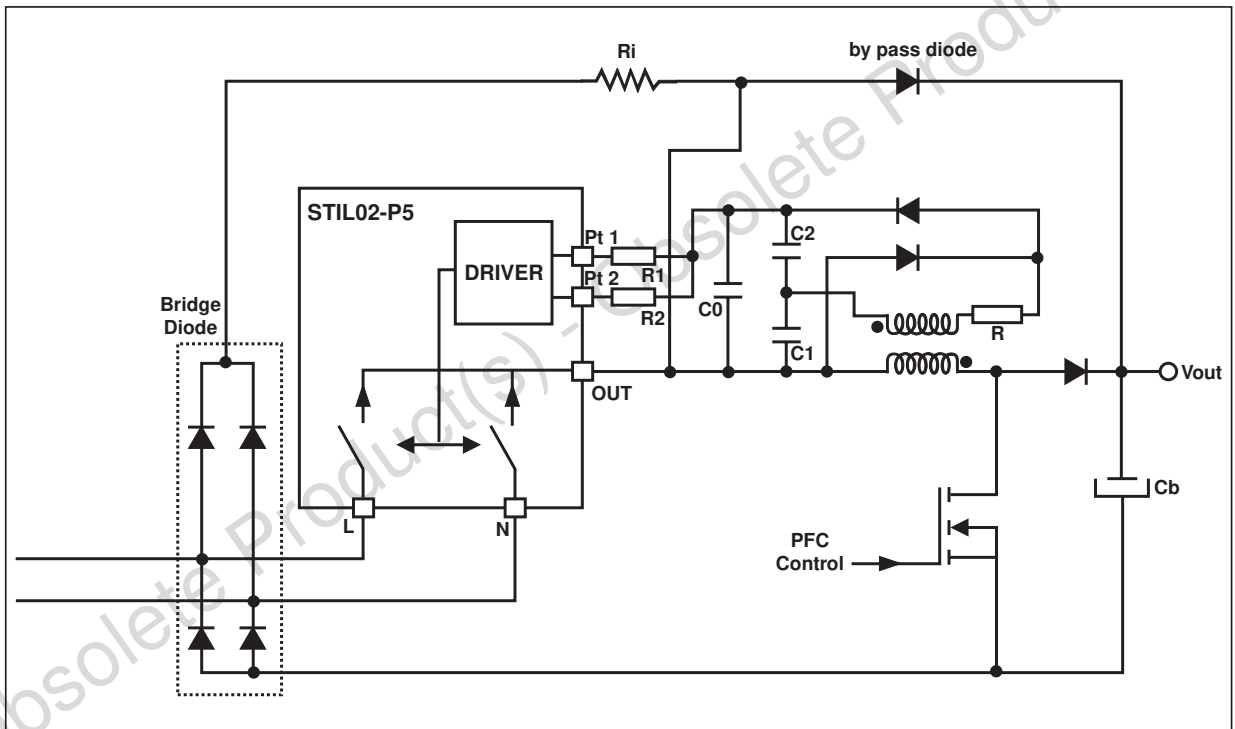 Ri
by pass diode
STIL02-P5
DRIVER
Pt 1
Pt 2
R1
R2
C2
C0
C1
R
Bridge
Diode
OUT
Vout
L
N
Cb
PFC
Control
Obsolete Product(s) - Obsolete Produ